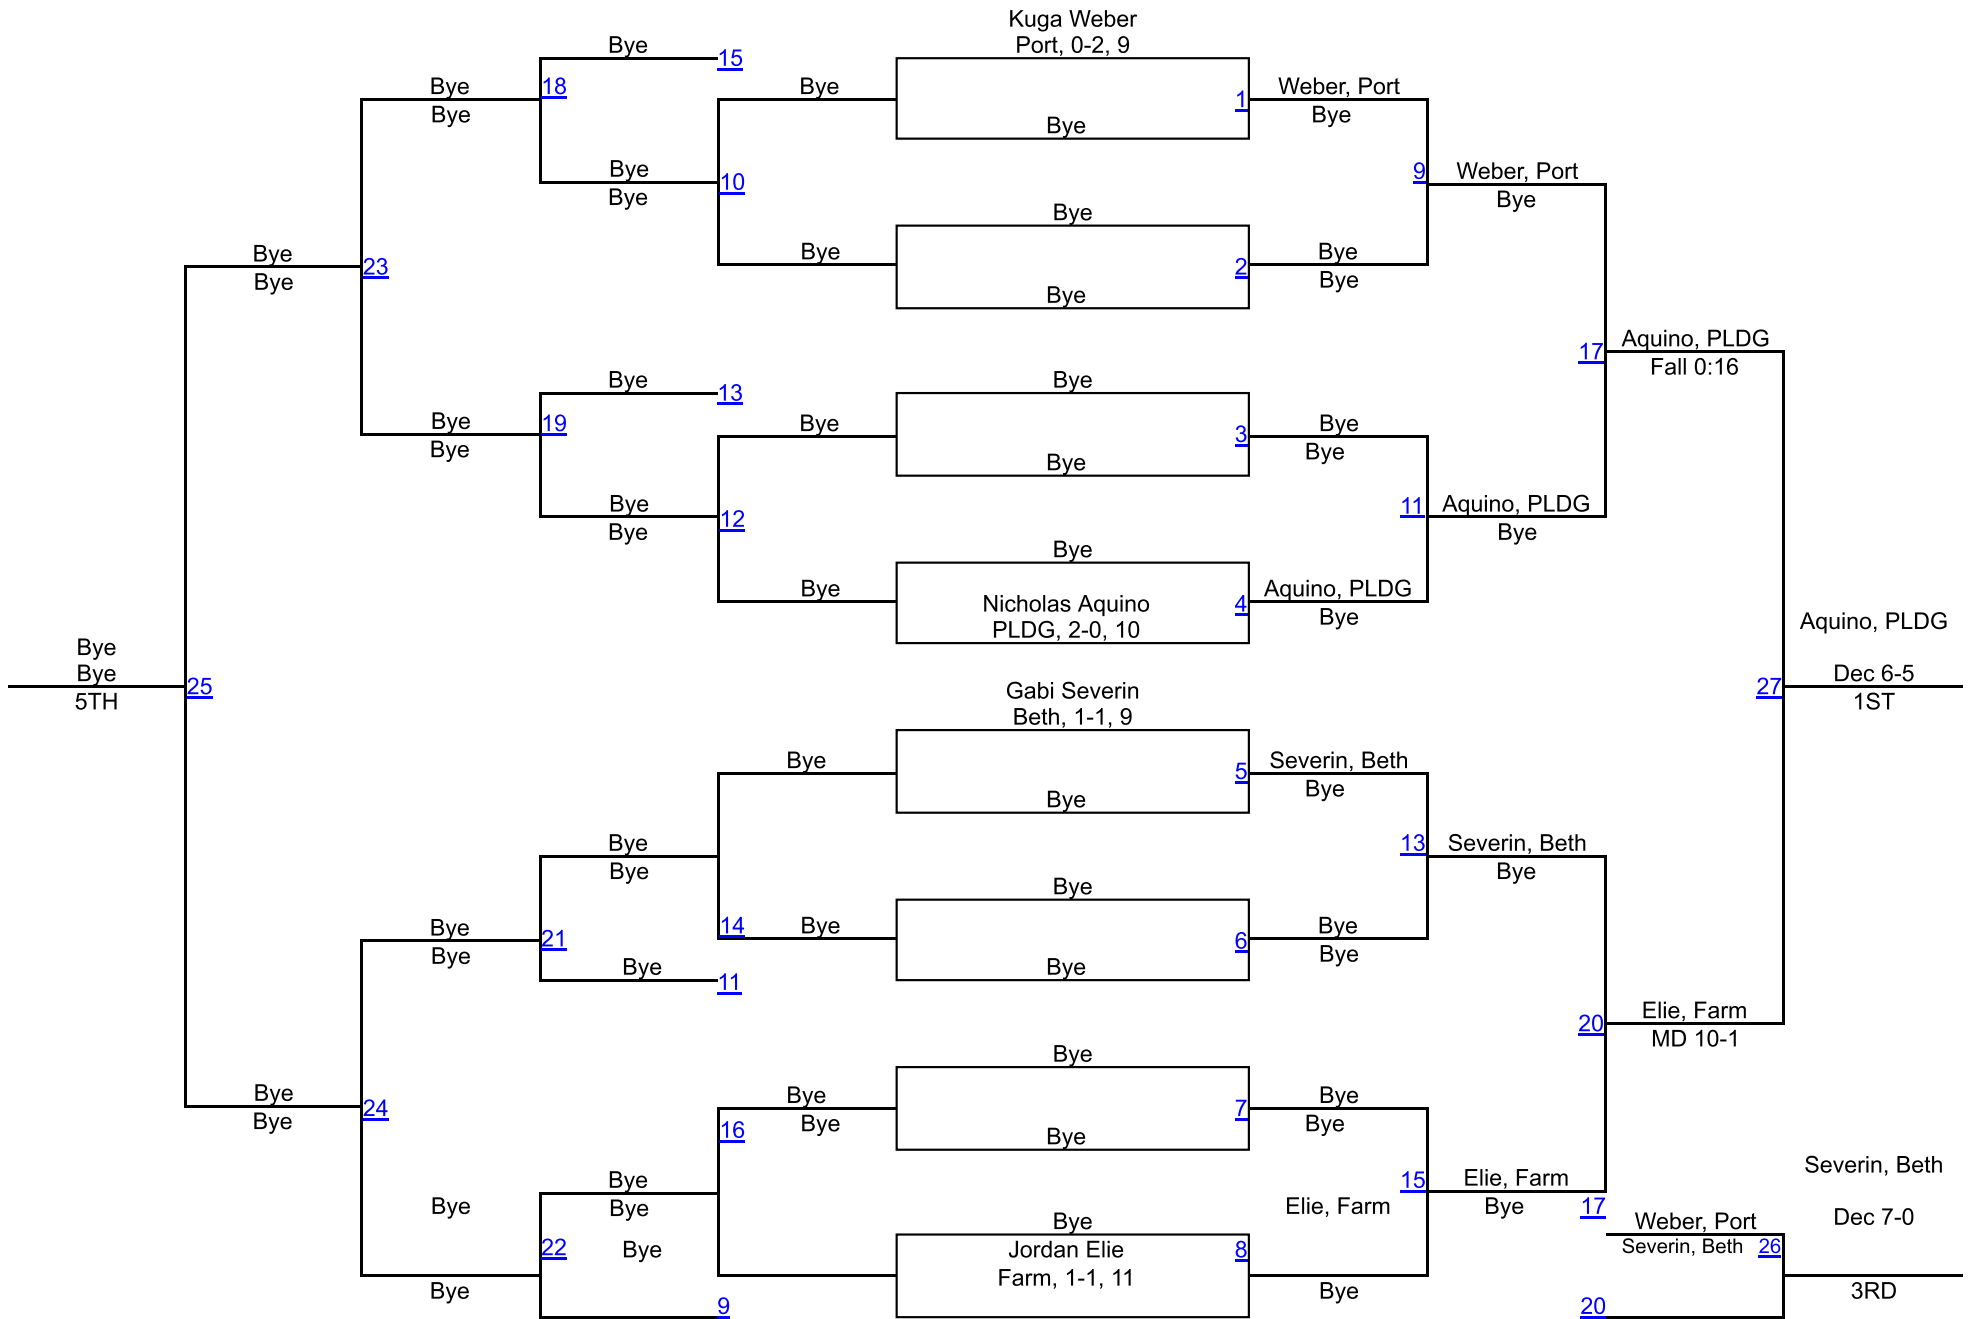 Kuga Weber
Port, 0-2, 9
Bye
15
18
Bye
Bye
Bye
1
Weber, Port
Bye
Bye
Bye
Bye
10
9
Weber, Port
Bye
Bye
Bye
Bye
23
Bye
Bye
2
Bye
Bye
Bye
17
Aquino, PLDG
Fall 0:16
Bye
13
Bye
19
Bye
Bye
Bye
3
Bye
Bye
Bye
Bye
Bye
12
11
Aquino, PLDG
Bye
Bye
Bye
Nicholas Aquino
PLDG, 2-0, 10
4
Aquino, PLDG
Bye
Bye
Bye
5TH
25
Aquino, PLDG
Dec 6-5
1ST
27
Gabi Severin
Beth, 1-1, 9
Bye
5
Severin, Beth
Bye
Bye
Bye
Bye
13
Severin, Beth
Bye
Bye
Bye
Bye
21
14
Bye
6
Bye
Bye
Bye
Bye
11
20
Elie, Farm
MD 10-1
Bye
Bye
Bye
24
16
Bye
Bye
7
Bye
Bye
Bye
Bye
Bye
Bye
22
Bye
Bye
Bye
Bye
Jordan Elie
Farm, 1-1, 11
8
Elie, Farm
Bye
15
Elie, Farm
Bye
17
Weber, Port
Severin, Beth
26
Severin, Beth
Dec 7-0
3RD
9
20